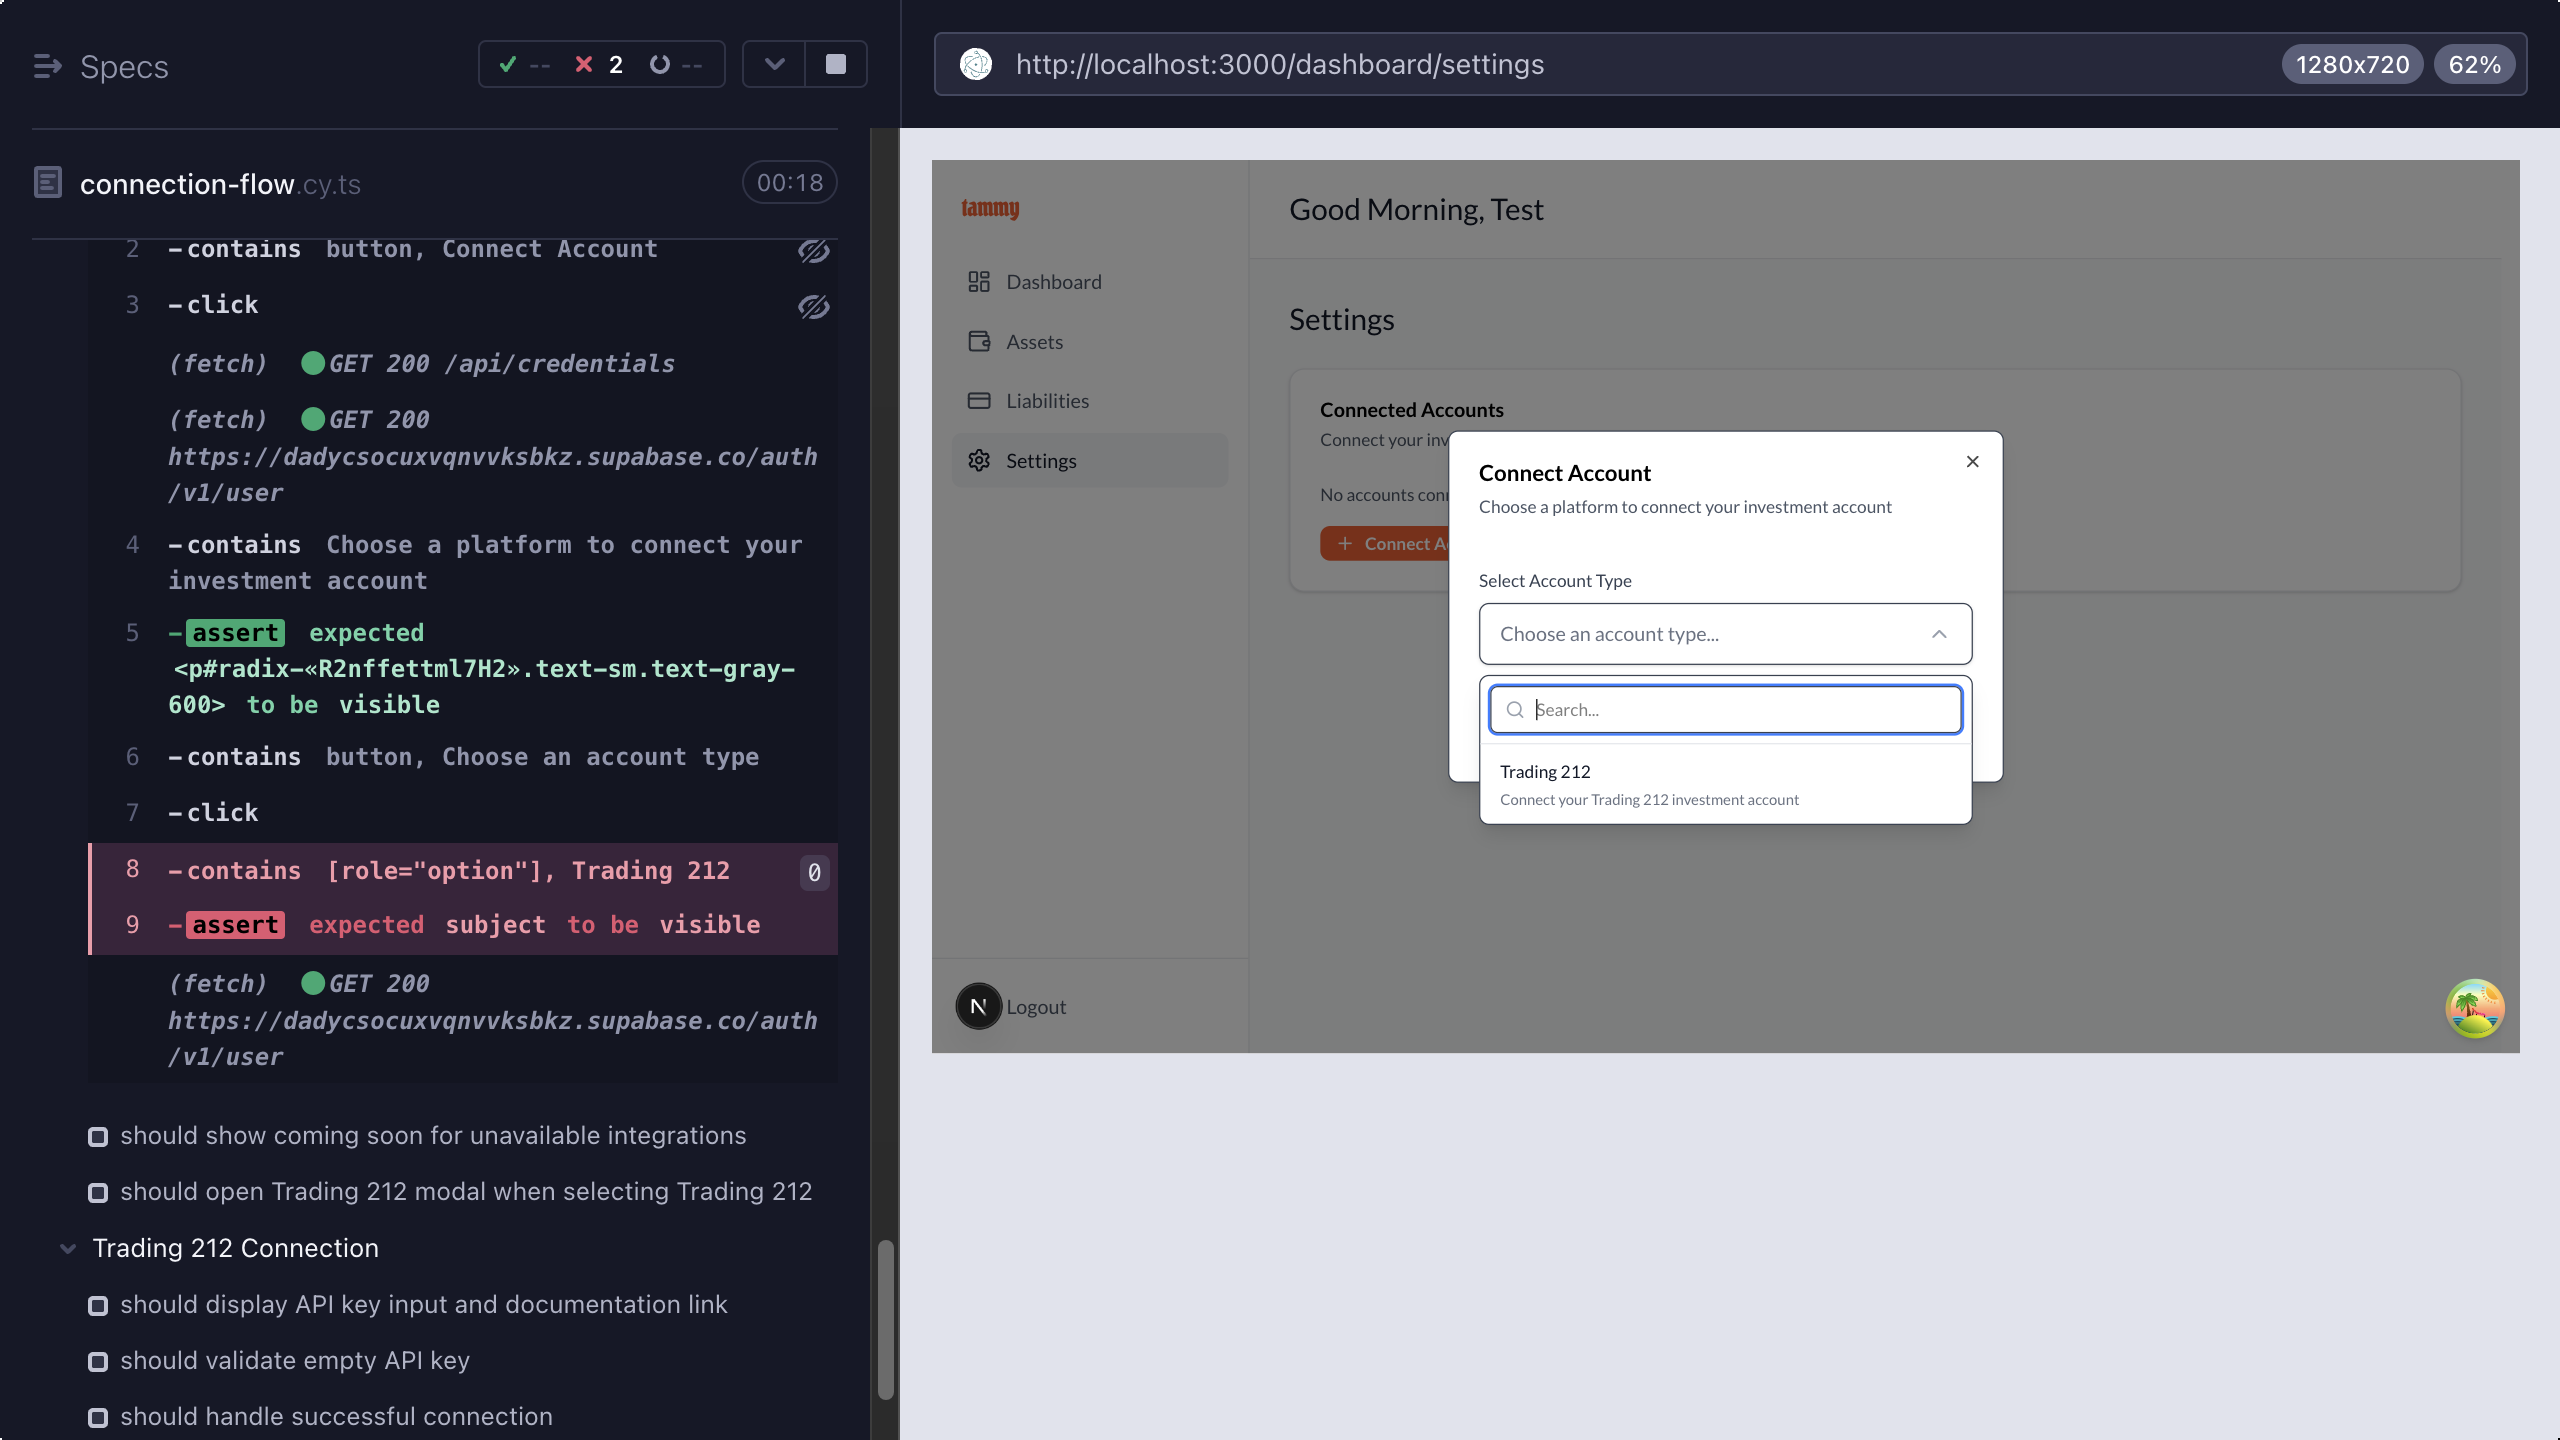 Specs
-- 2 --
connection-flow.cy.ts 00:18
2 -contains button, Connect Account
3 -click
(fetch) GET 200 /api/credentials
(fetch) GET 200
https://dadycsocuxvqnvvksbkz.supabase.co/auth
/v1/user
4 -contains Choose a platform to connect your
investment account
5 -assert expected
<p#radix-«R2nffettml7H2».text-sm.text-gray-
600> to be visible
6 -contains button, Choose an account type
7 -click
8 -contains [role="option"], Trading 212 0
9 -assert expected subject to be visible
(fetch) GET 200
https://dadycsocuxvqnvvksbkz.supabase.co/auth
/v1/user
should show coming soon for unavailable integrations
should open Trading 212 modal when selecting Trading 212
Trading 212 Connection
should display API key input and documentation link
should validate empty API key
should handle successful connection
http://localhost:3000/dashboard/settings 1280x720 62%
tammy
Dashboard
Assets
Liabilities
Settings
N Logout
Good Morning, Test
Settings
Connected Accounts
Connect your inv
No accounts conn
+ Connect A
Connect Account
Choose a platform to connect your investment account
Select Account Type
Choose an account type...
Search...
Trading 212
Connect your Trading 212 investment account